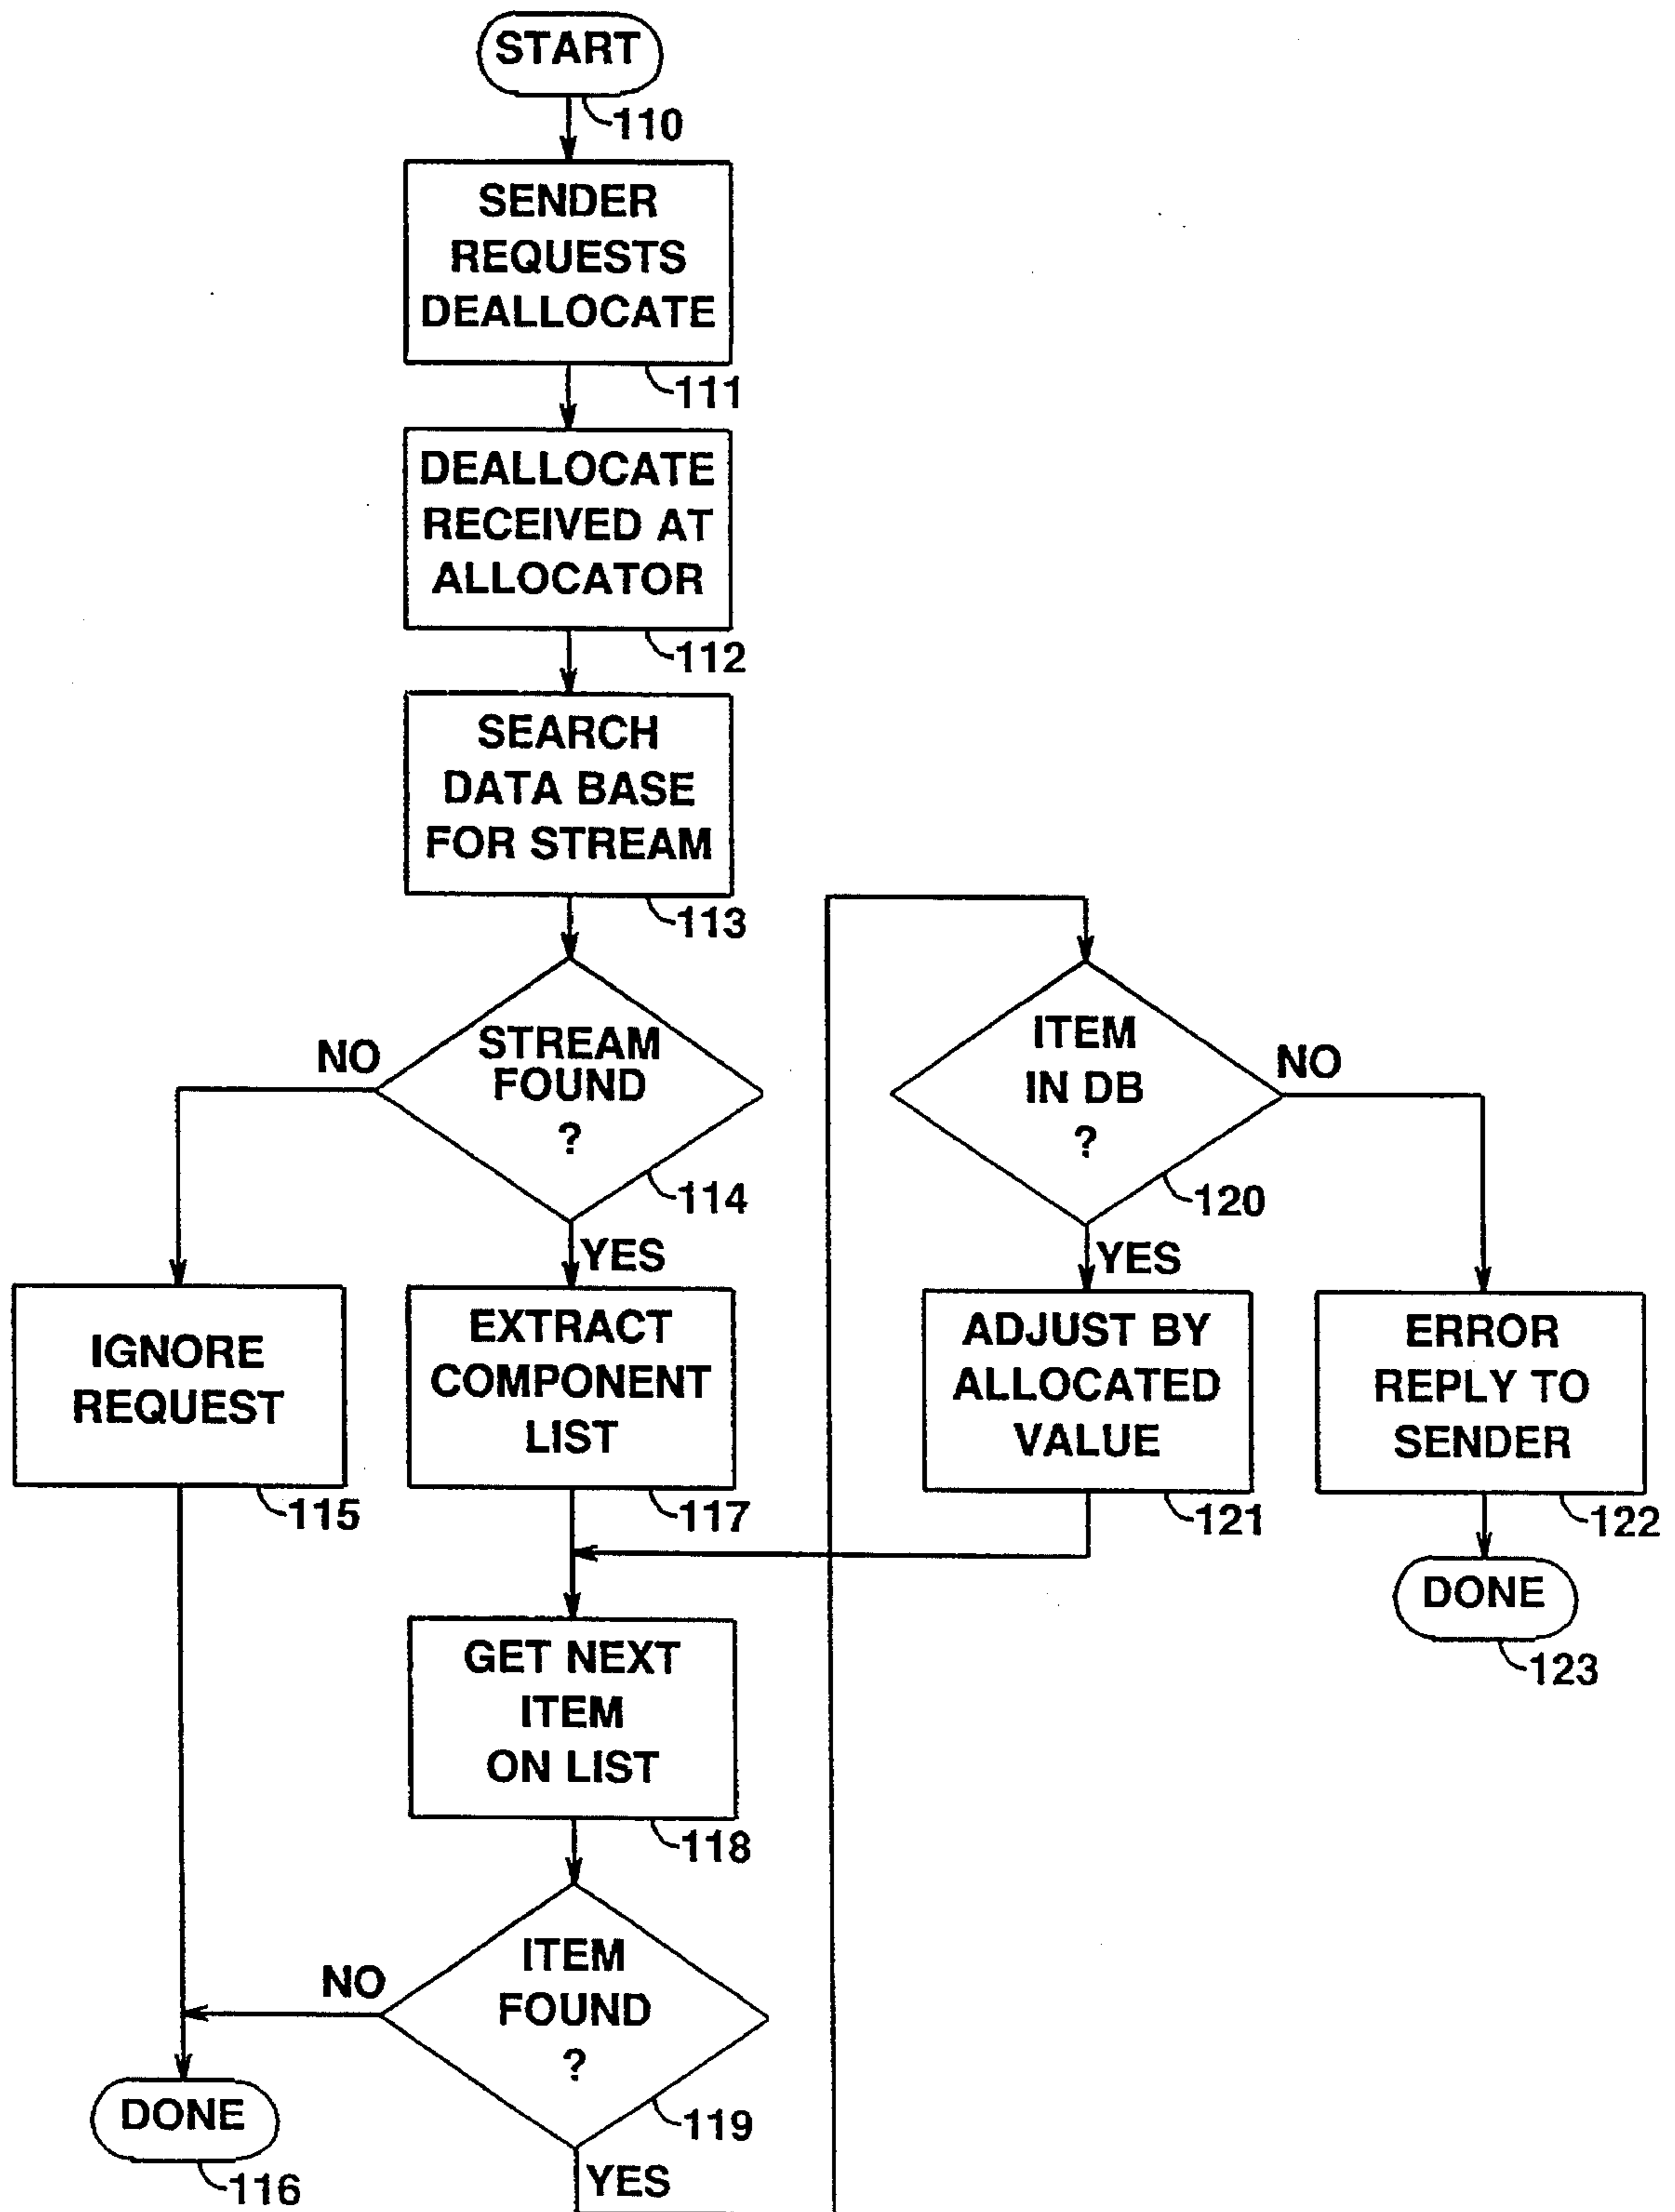 START
110
SENDER
REQUESTS
DEALLOCATE
111
DEALLOCATE
RECEIVED AT
ALLOCATOR
112
SEARCH
DATA BASE
FOR STREAM
113
STREAM
FOUND
?
NO
114
YES
IGNORE
REQUEST
115
EXTRACT
COMPONENT
LIST
117
GET NEXT
ITEM
ON LIST
118
ITEM
FOUND
?
NO
119
YES
DONE
116
ITEM
IN DB
?
NO
120
YES
ADJUST BY
ALLOCATED
VALUE
121
ERROR
REPLY TO
SENDER
122
DONE
123